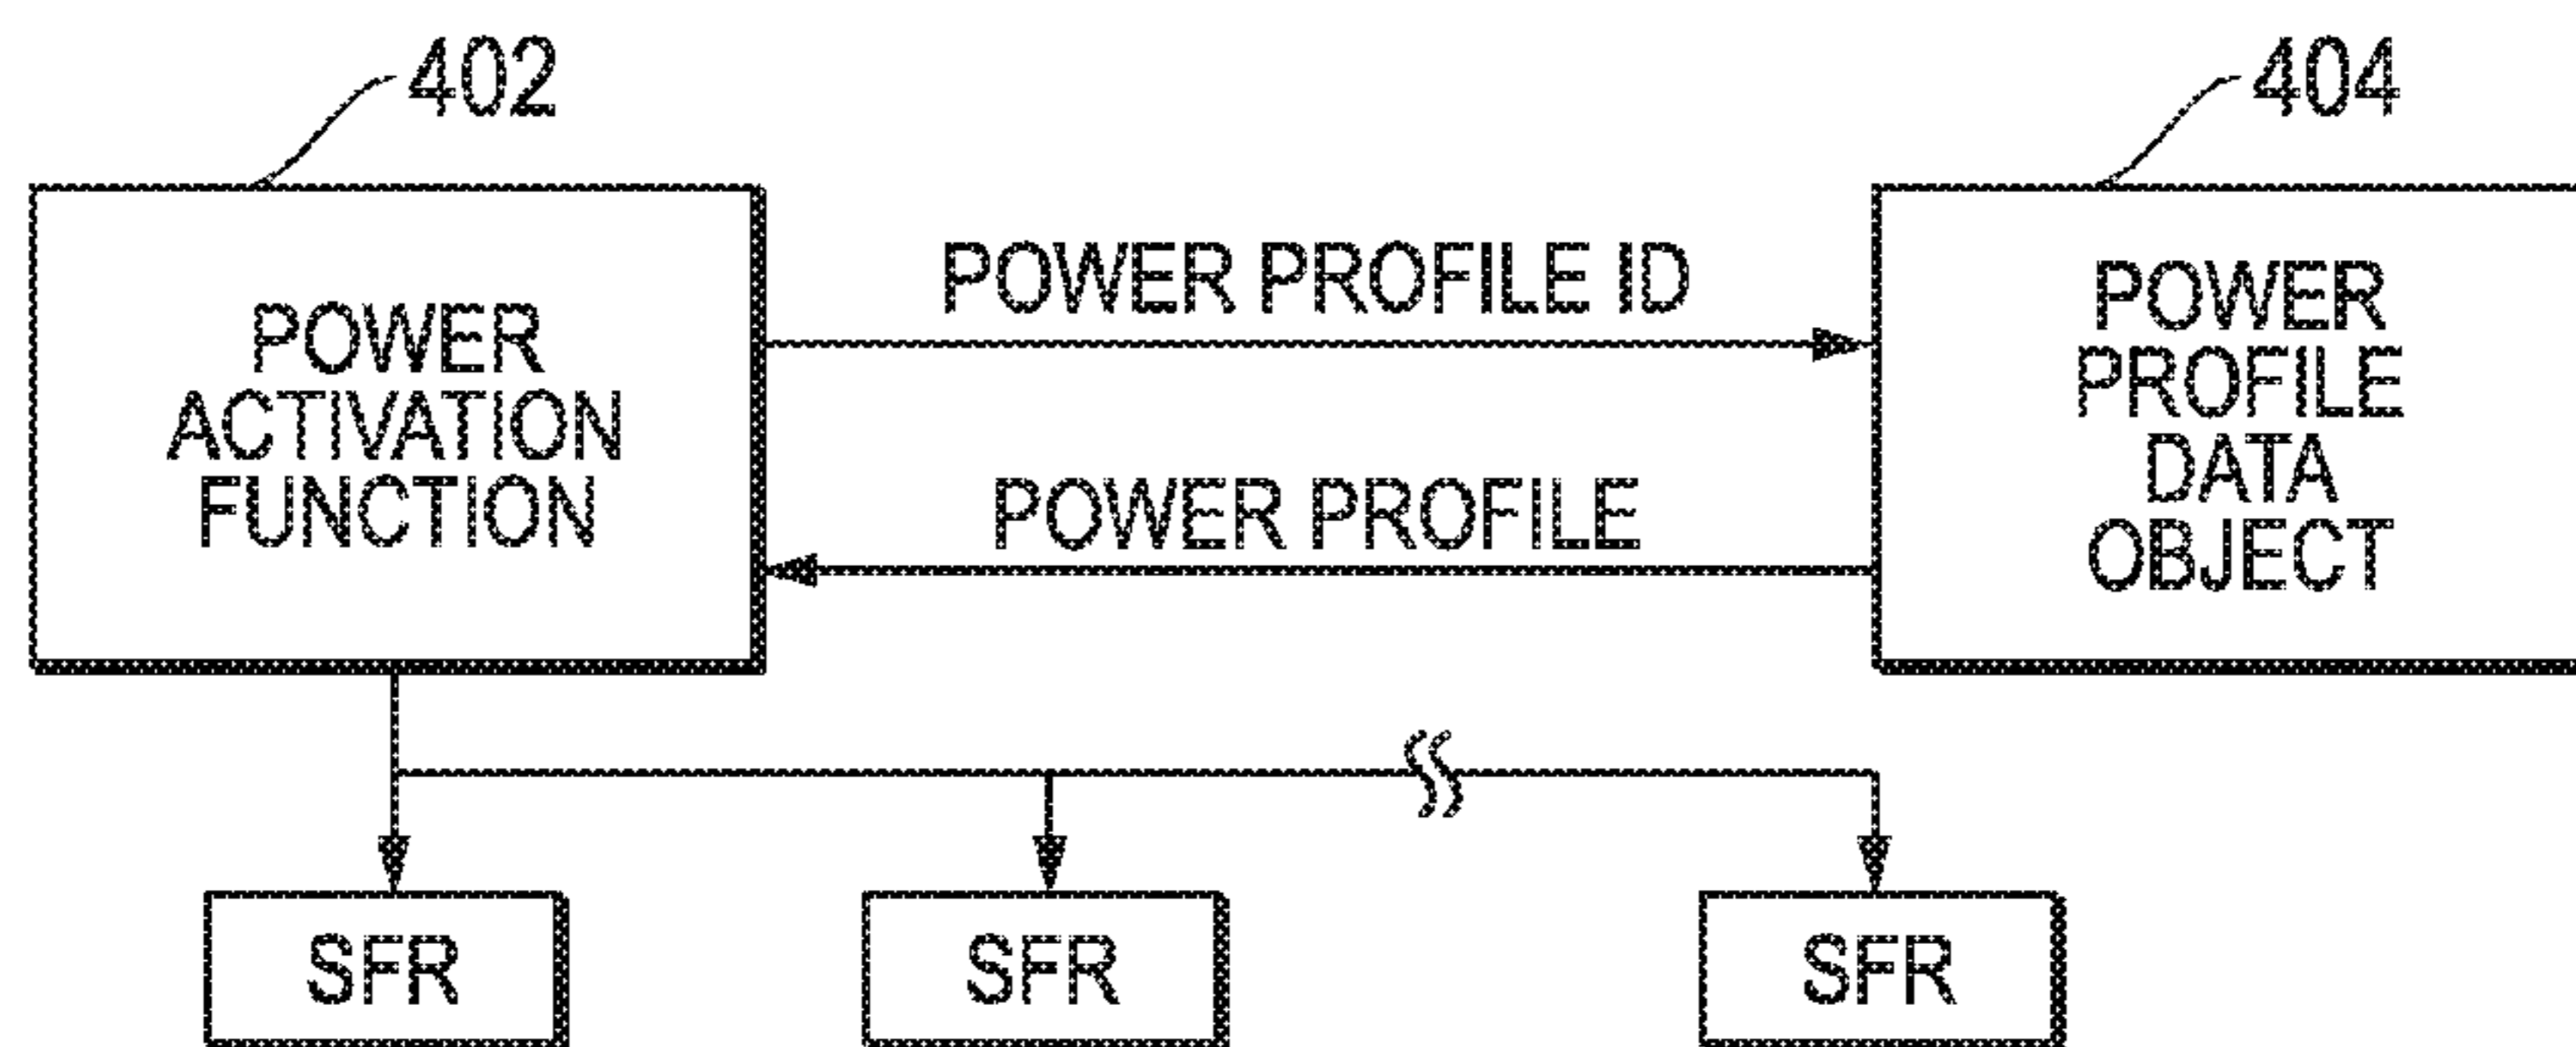 402
404
POWER
ACTIVATION
FUNCTION
POWER PROFILE ID
POWER PROFILE
POWER
PROFILE
DATA
OBJECT
SFR
SFR
SFR